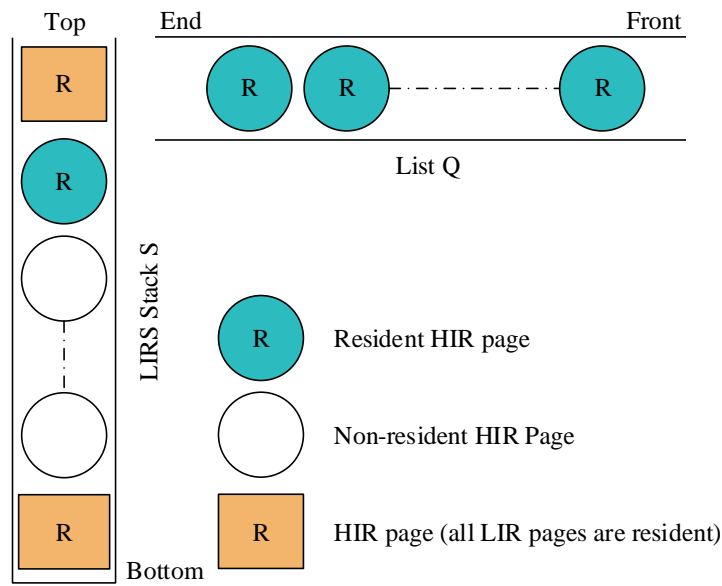 Top
End
Front
R
R
R
R
List Q
R
LIRS Stack S
R
Resident HIR page
Non-resident HIR Page
R
R
HIR page (all LIR pages are resident)
Bottom